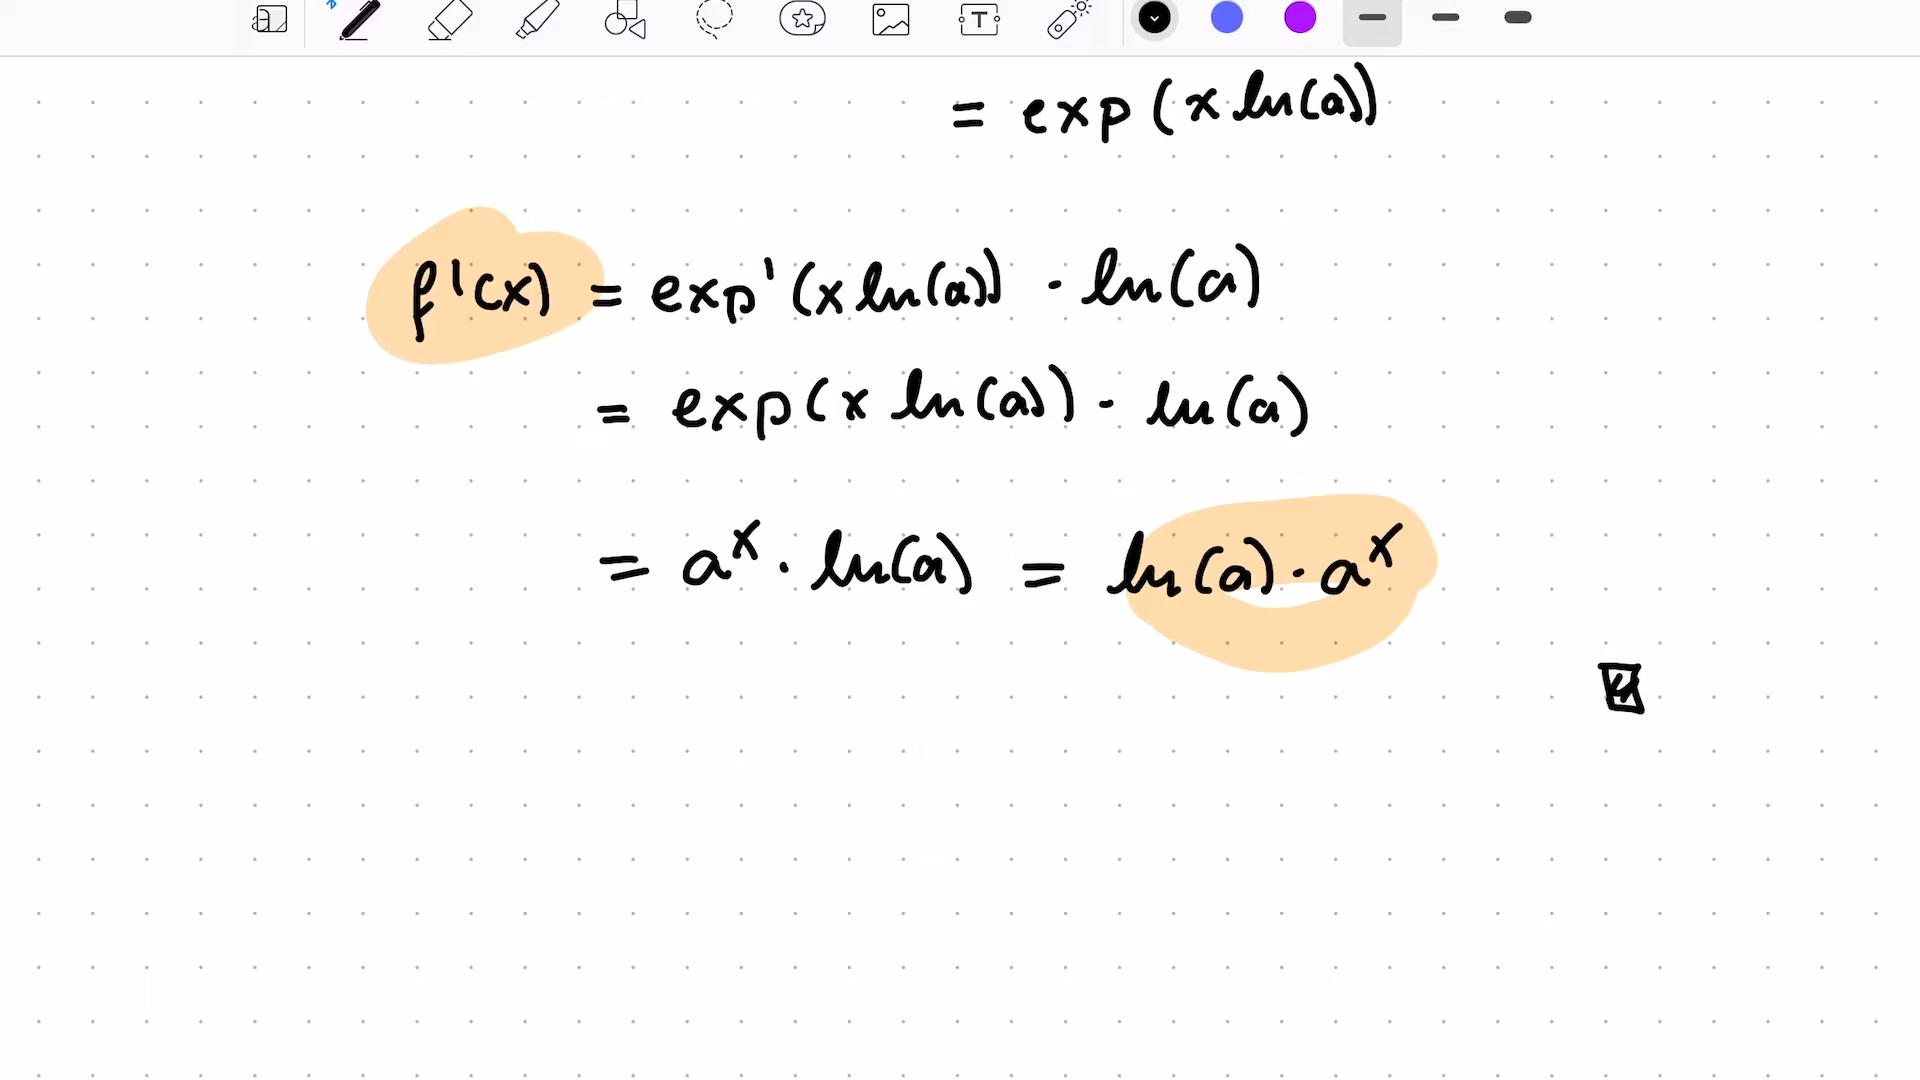 = exp (x ln(a))
f'(x) = exp'(x ln(a)) · ln(a)
= exp(x ln(a)) · ln(a)
= a^x · ln(a) = ln(a) · a^x